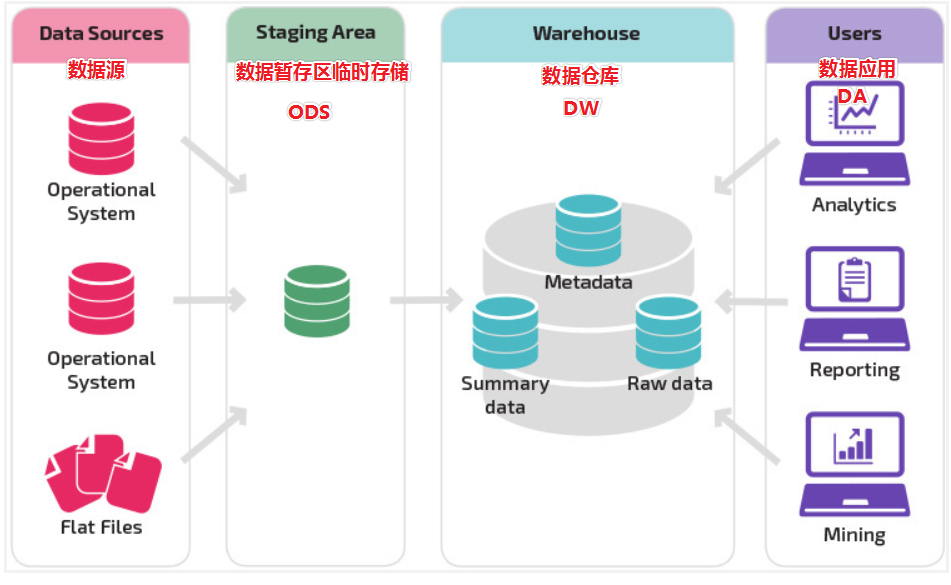 Data Sources
数据源
Operational
System
Operational
System
Flat Files
Staging Area
数据暂存区临时存储
ODS
Warehouse
数据仓库
DW
Metadata
Summary
data
Raw data
Users
数据应用
DA
Analytics
Reporting
Mining